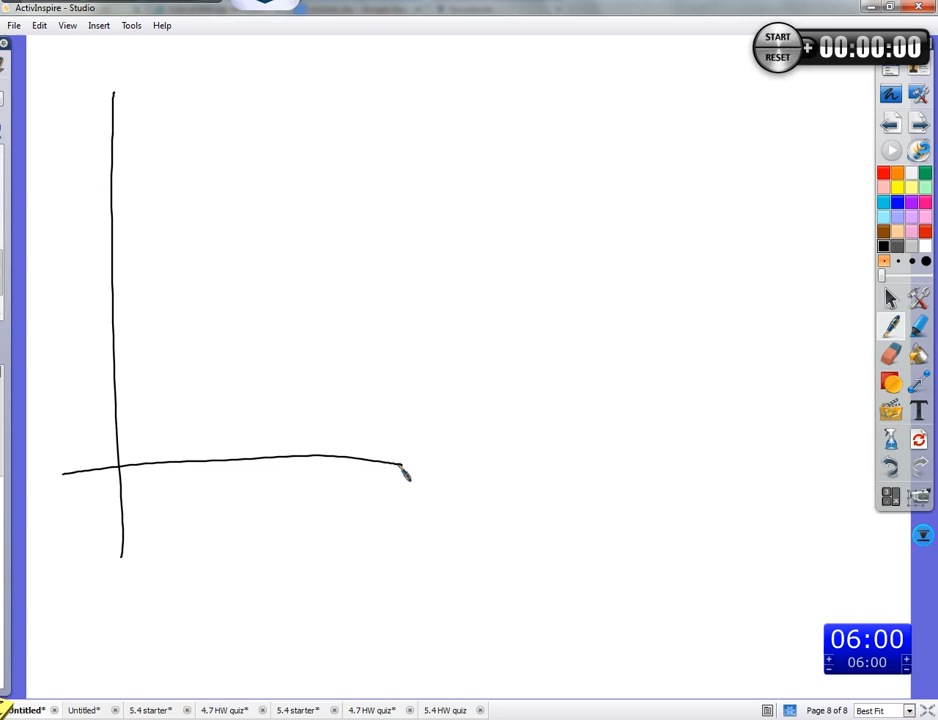 ActivInspire - Studio
File Edit View Insert Tools Help
START
RESET
+ 00:00:00
T
06:00
06:00
Untitled* Untitled* 5.4 starter* 4.7 HW quiz* 5.4 starter* 4.7 HW quiz* 5.4 HW quiz
Page 8 of 8 Best Fit